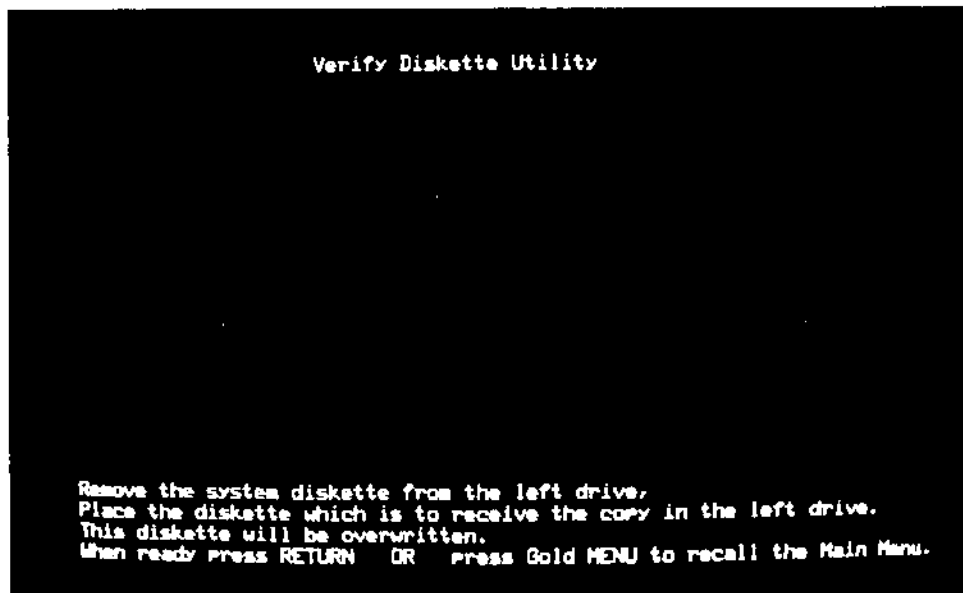 Verify Diskette Utility
Remove the system diskette from the left drive,
Place the diskette which is to receive the copy in the left drive.
This diskette will be overwritten.
When ready press RETURN OR press Gold MENU to recall the Main Menu.